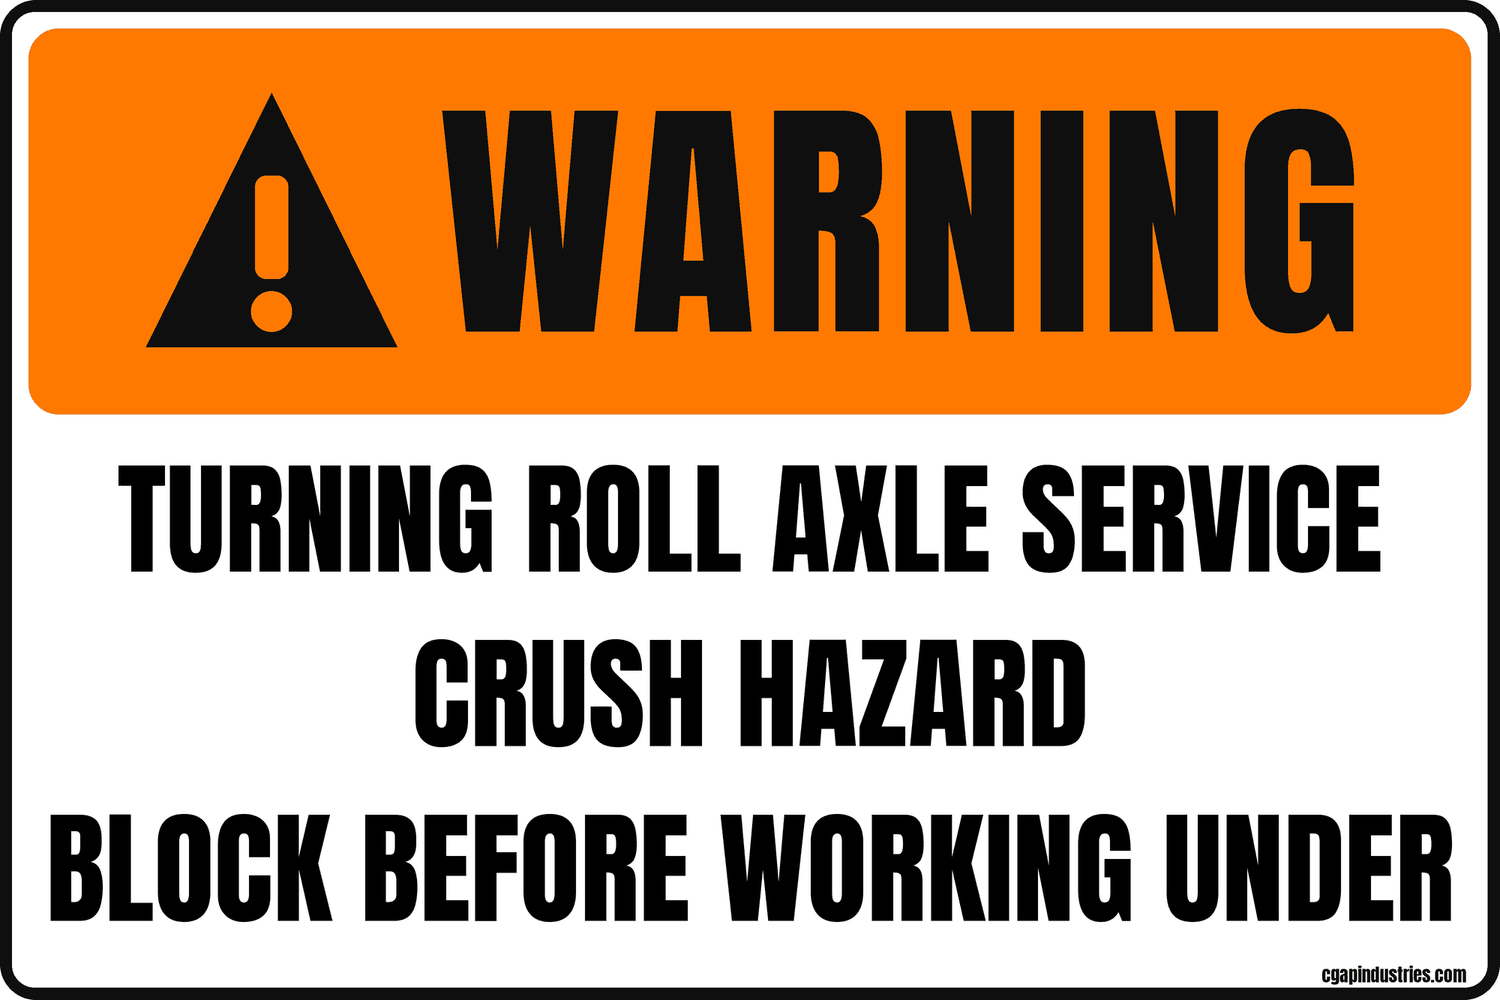 WARNING
TURNING ROLL AXLE SERVICE
CRUSH HAZARD
BLOCK BEFORE WORKING UNDER
cgapindustries.com